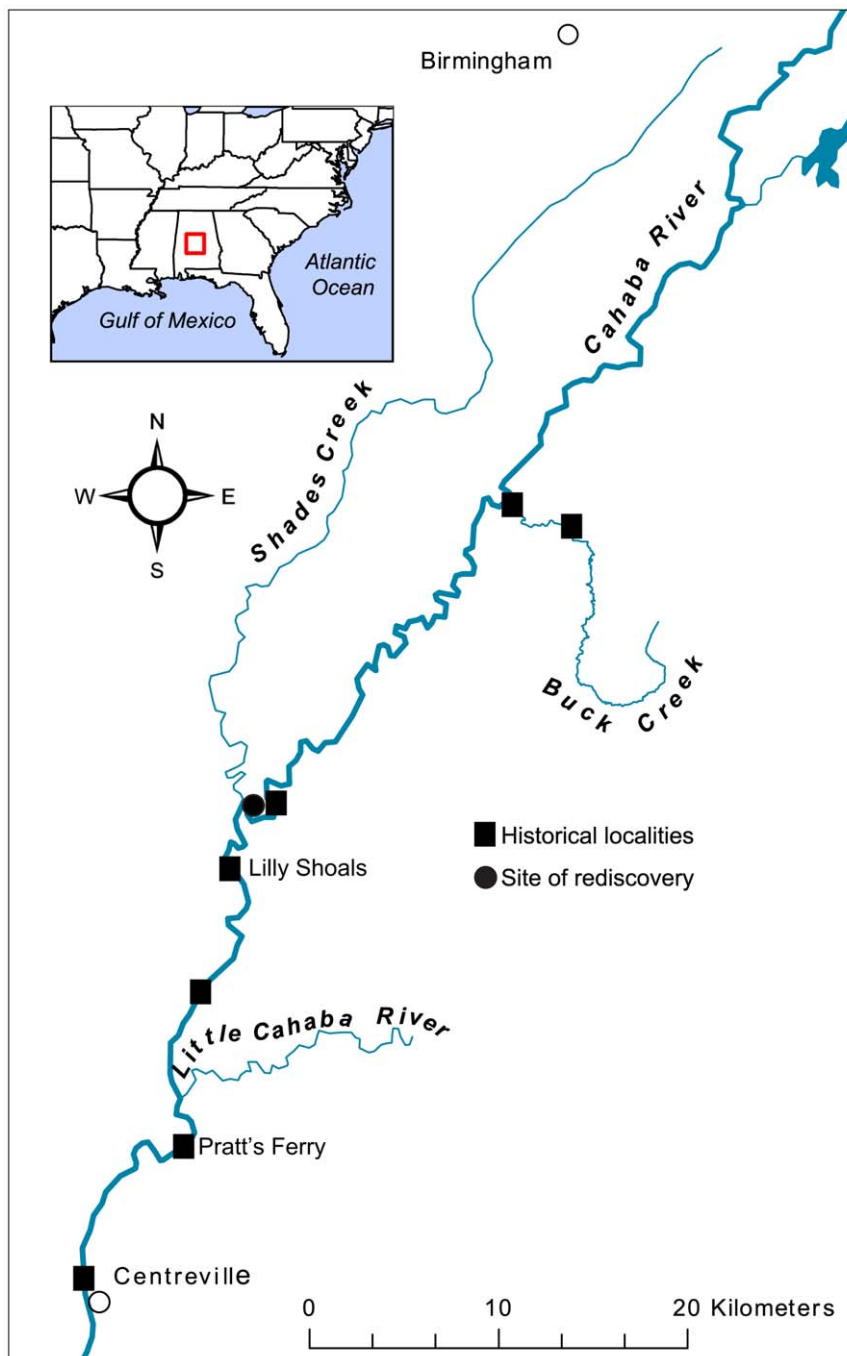 Birmingham
Atlantic
Ocean
Gulf of Mexico
Cahaba River
Shades Creek
N
W
E
S
Buck Creek
Historical localities
Site of rediscovery
Lilly Shoals
Little Cahaba River
Pratt's Ferry
Centreville
0 10 20 Kilometers